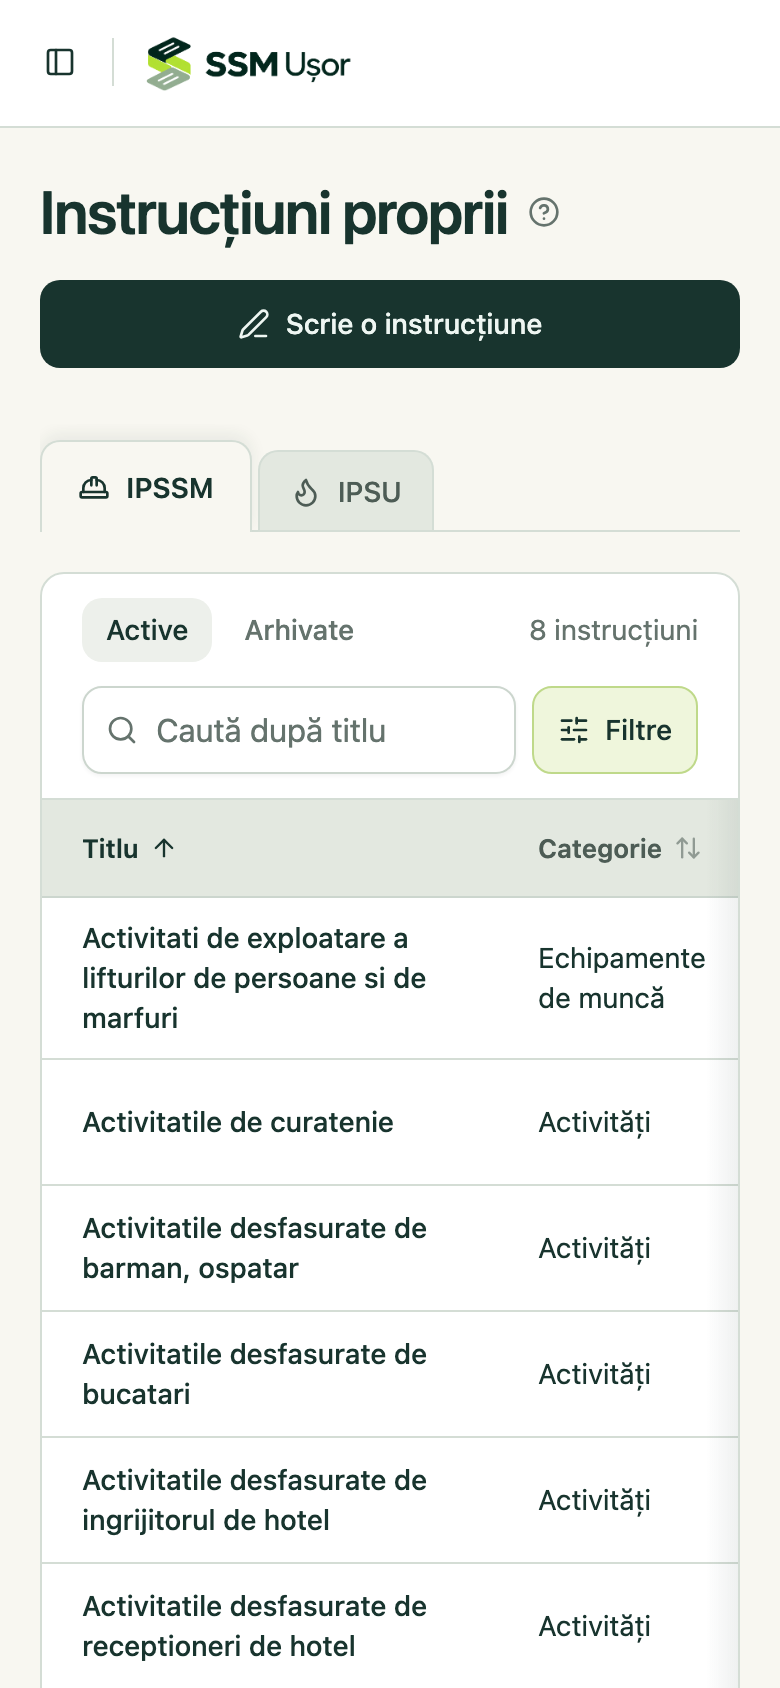 SSM Ușor
Instrucțiuni proprii
Scrie o instrucțiune
IPSSM
IPSU
Active
Arhivate
8 instrucțiuni
Caută după titlu
Filtre
Titlu
Categorie
Activitati de exploatare a
lifturilor de persoane si de
marfuri
Echipamente
de muncă
Activitatile de curatenie
Activități
Activitatile desfasurate de
barman, ospatar
Activități
Activitatile desfasurate de
bucatari
Activități
Activitatile desfasurate de
ingrijitorul de hotel
Activități
Activitatile desfasurate de
receptioneri de hotel
Activități